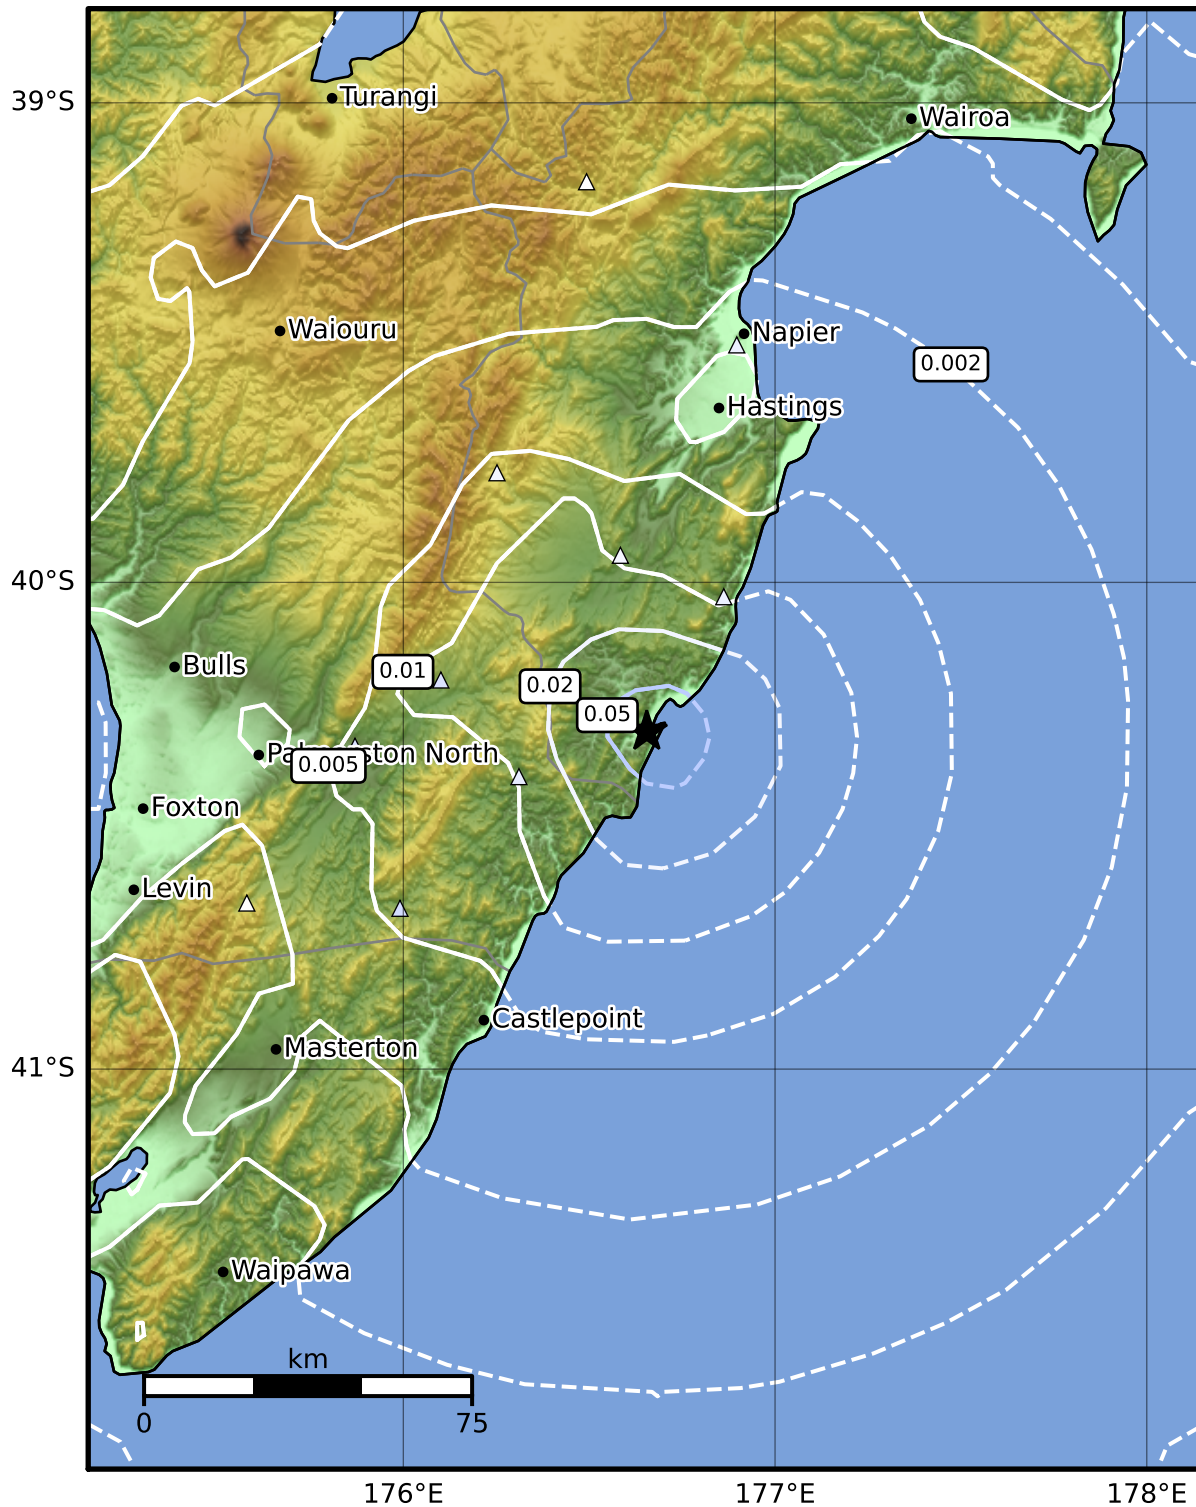 39°S
Turangi
Wairoa
Waiouru
Napier
0.002
Hastings
40°S
Bulls
0.01
0.02
0.05
Palmerston North
0.005
Foxton
Levin
Castlepoint
Masterton
41°S
Waipawa
km
0 75
176°E 177°E 178°E